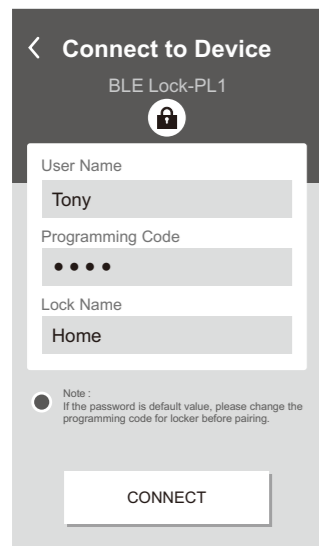 Connect to Device
BLE Lock-PL1
User Name
Tony
Programming Code
••••
Lock Name
Home
Note :
If the password is default value, please change the
programming code for locker before pairing.
CONNECT